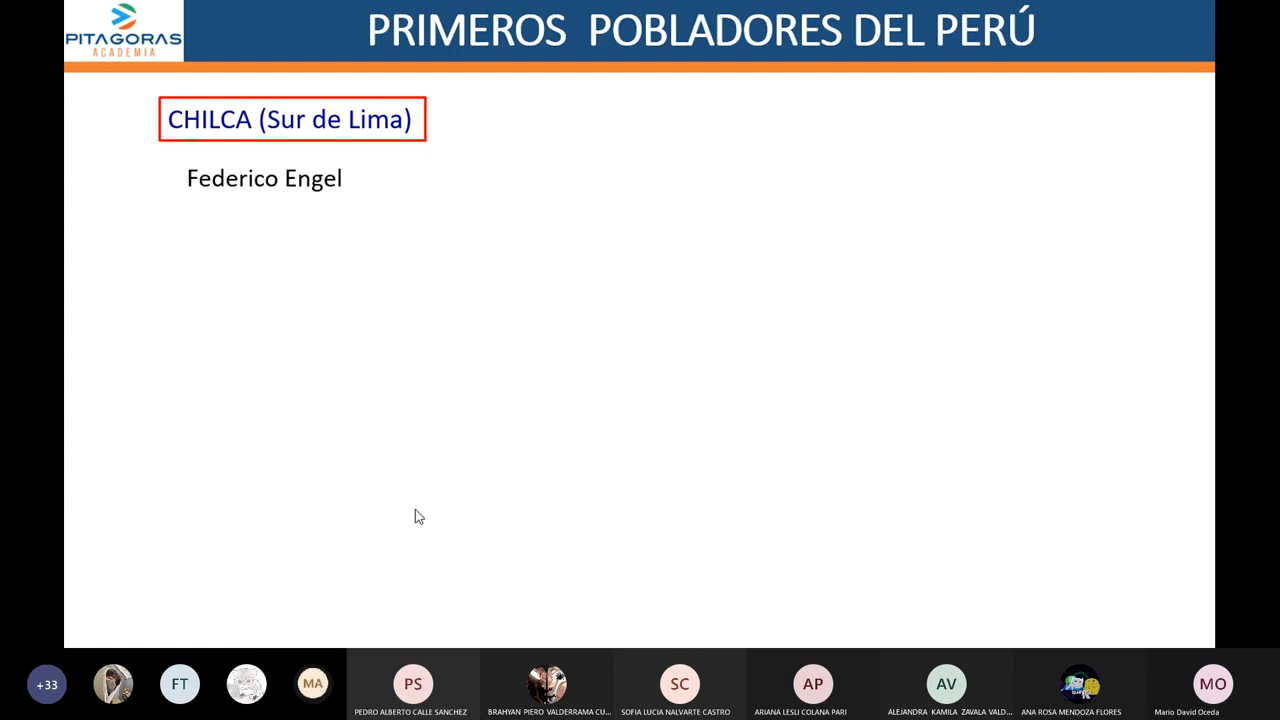 PITAGORAS
ACADEMIA
PRIMEROS POBLADORES DEL PERÚ
CHILCA (Sur de Lima)
Federico Engel
+33
FT
MA
PS
SC
AP
AV
MO
PEDRO ALBERTO CALLE SANCHEZ
BRAHYAN PIERO VALDERRAMA CU...
SOFIA LUCIA NALVARTE CASTRO
ARIANA LESLI COLANA PARI
ALEJANDRA KAMILA ZAVALA VALD...
ANA ROSA MENDOZA FLORES
Mario David Oceda